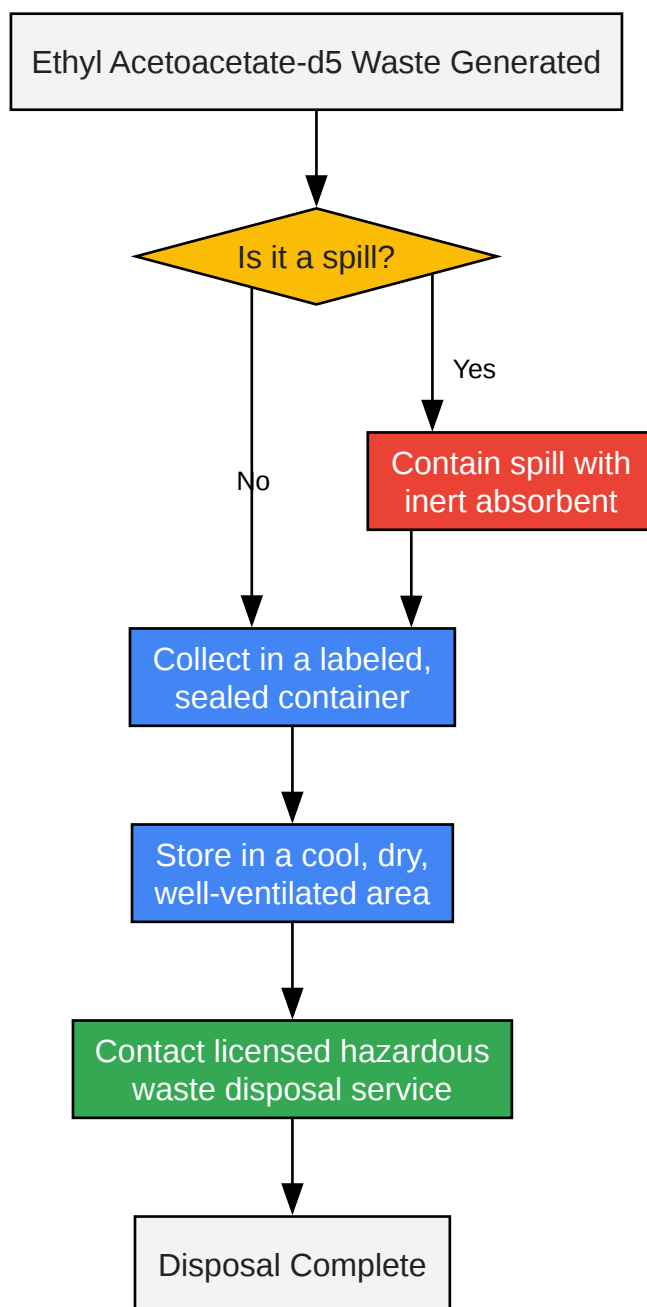 Ethyl Acetoacetate-d5 Waste Generated
Is it a spill?
Yes
Contain spill with
inert absorbent
No
Collect in a labeled,
sealed container
Store in a cool, dry,
well-ventilated area
Contact licensed hazardous
waste disposal service
Disposal Complete